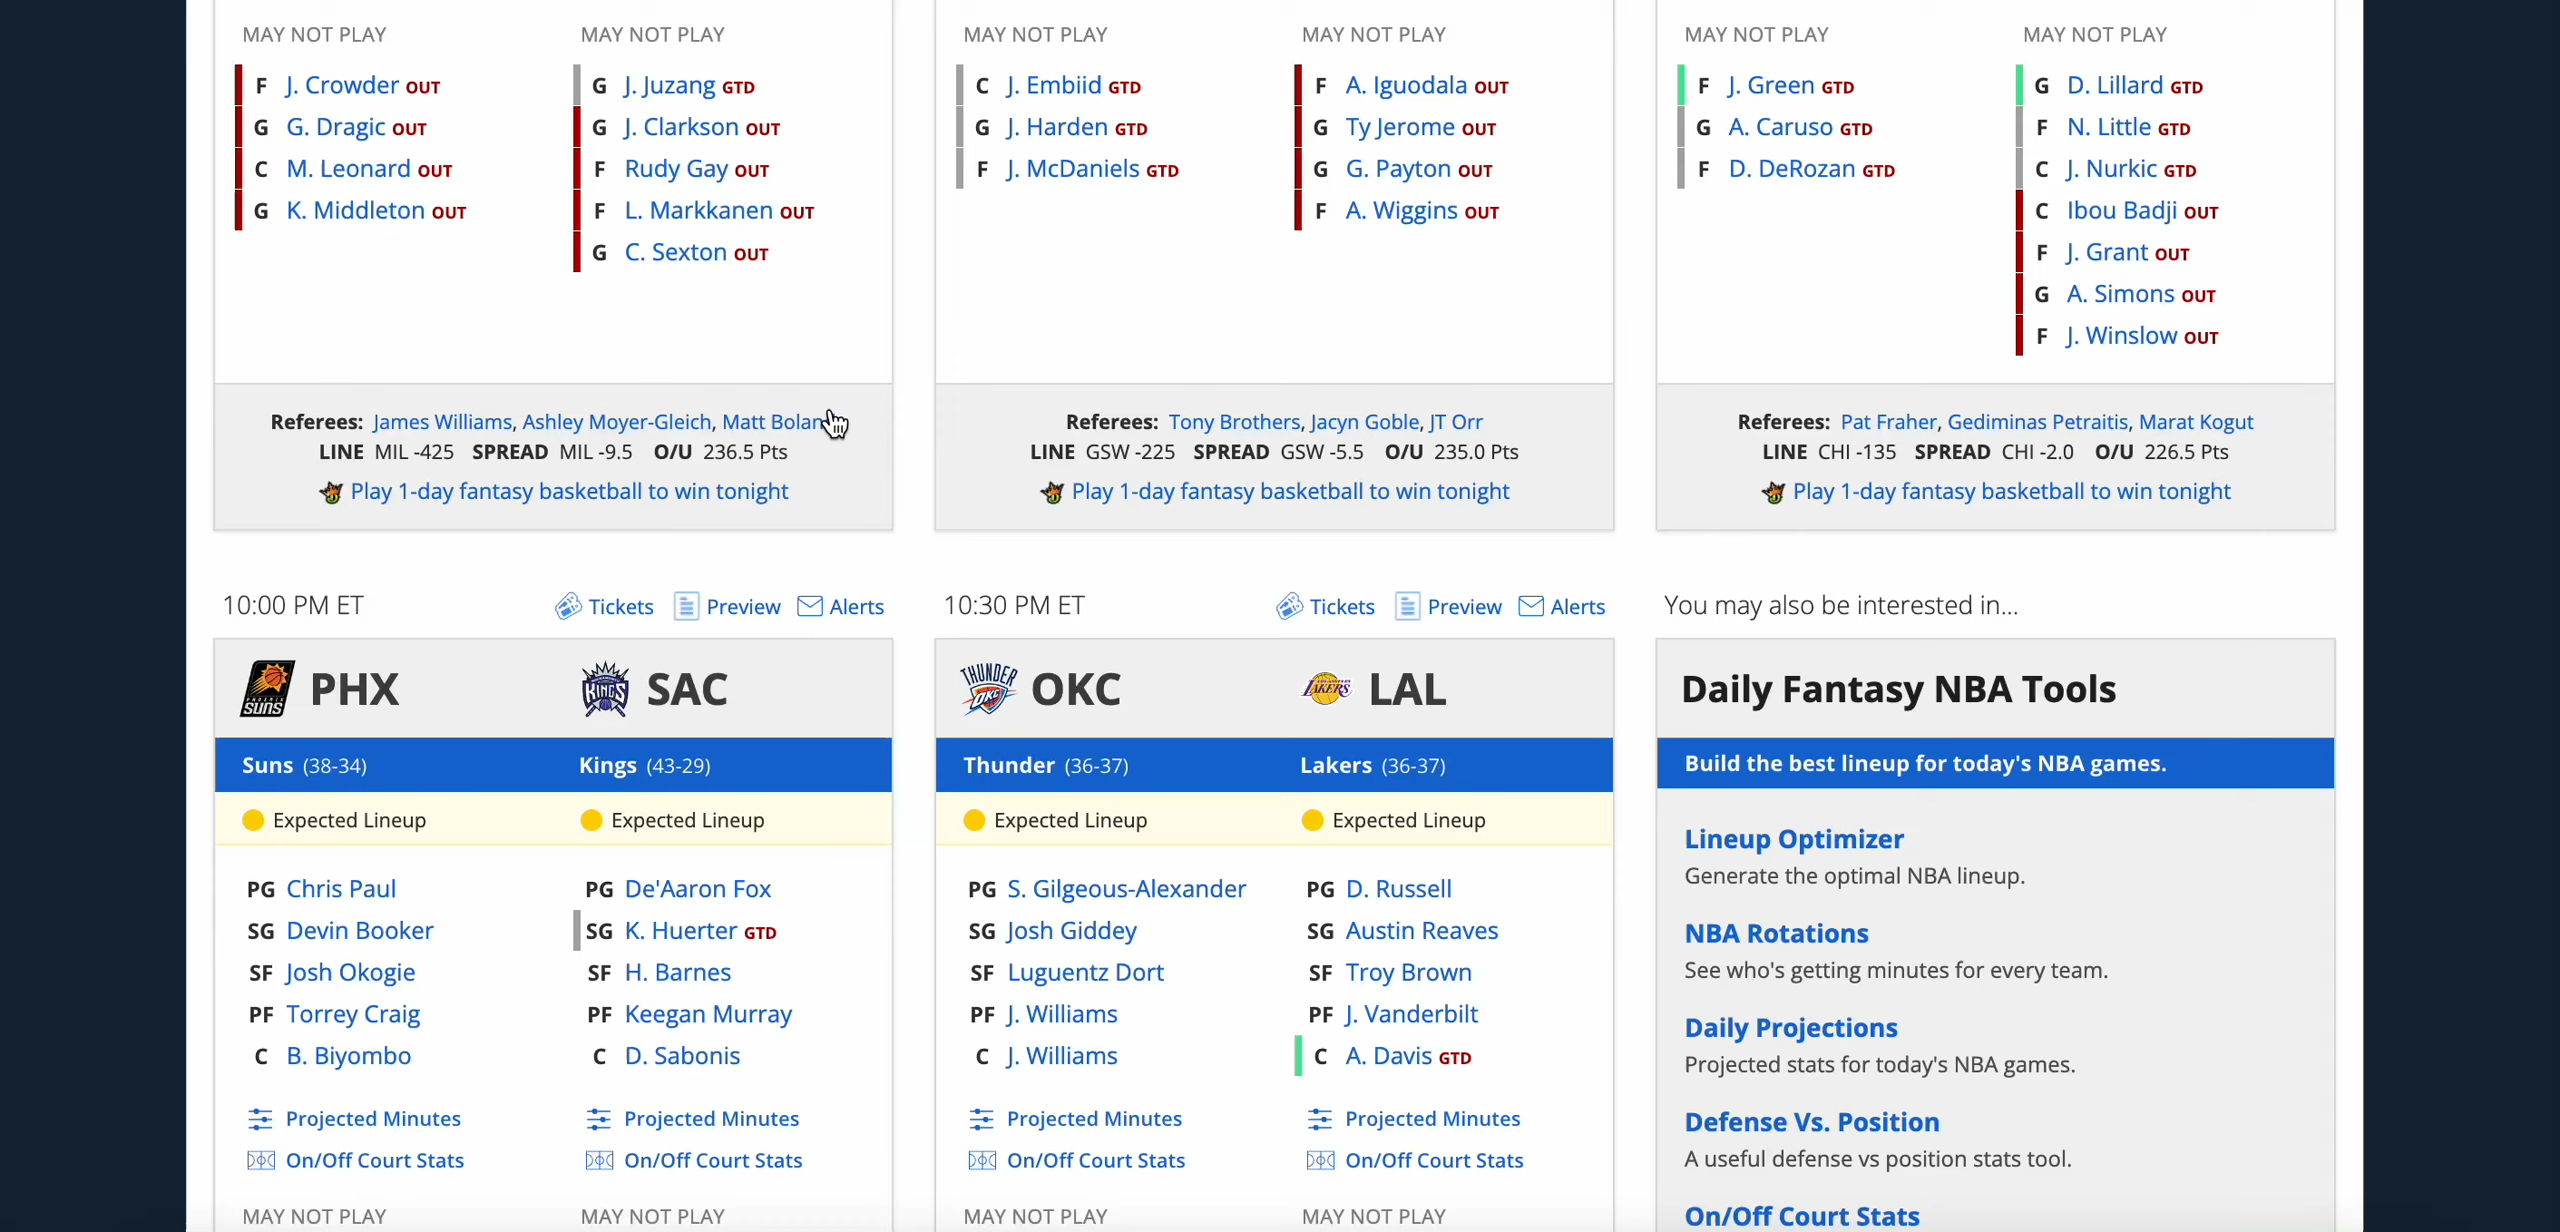 MAY NOT PLAY
F J. Crowder OUT
G G. Dragic OUT
C M. Leonard OUT
G K. Middleton OUT
MAY NOT PLAY
G J. Juzang GTD
G J. Clarkson OUT
F Rudy Gay OUT
F L. Markkanen OUT
G C. Sexton OUT
Referees: James Williams, Ashley Moyer-Gleich, Matt Bolan
LINE MIL -425 SPREAD MIL -9.5 O/U 236.5 Pts
Play 1-day fantasy basketball to win tonight
MAY NOT PLAY
C J. Embiid GTD
G J. Harden GTD
F J. McDaniels GTD
MAY NOT PLAY
F A. Iguodala OUT
G Ty Jerome OUT
G G. Payton OUT
F A. Wiggins OUT
Referees: Tony Brothers, Jacyn Goble, JT Orr
LINE GSW -225 SPREAD GSW -5.5 O/U 235.0 Pts
Play 1-day fantasy basketball to win tonight
MAY NOT PLAY
F J. Green GTD
G A. Caruso GTD
F D. DeRozan GTD
MAY NOT PLAY
G D. Lillard GTD
F N. Little GTD
C J. Nurkic GTD
C Ibou Badji OUT
F J. Grant OUT
G A. Simons OUT
F J. Winslow OUT
Referees: Pat Fraher, Gediminas Petraitis, Marat Kogut
LINE CHI -135 SPREAD CHI -2.0 O/U 226.5 Pts
Play 1-day fantasy basketball to win tonight
10:00 PM ET Tickets Preview Alerts
SUNS PHX KINGS SAC
Suns (38-34) Kings (43-29)
Expected Lineup Expected Lineup
PG Chris Paul
SG Devin Booker
SF Josh Okogie
PF Torrey Craig
C B. Biyombo
Projected Minutes
On/Off Court Stats
MAY NOT PLAY
PG De'Aaron Fox
SG K. Huerter GTD
SF H. Barnes
PF Keegan Murray
C D. Sabonis
Projected Minutes
On/Off Court Stats
MAY NOT PLAY
10:30 PM ET Tickets Preview Alerts
THUNDER OKC OKC LAKERS LAL
Thunder (36-37) Lakers (36-37)
Expected Lineup Expected Lineup
PG S. Gilgeous-Alexander
SG Josh Giddey
SF Luguentz Dort
PF J. Williams
C J. Williams
Projected Minutes
On/Off Court Stats
MAY NOT PLAY
PG D. Russell
SG Austin Reaves
SF Troy Brown
PF J. Vanderbilt
C A. Davis GTD
Projected Minutes
On/Off Court Stats
MAY NOT PLAY
You may also be interested in...
Daily Fantasy NBA Tools
Build the best lineup for today's NBA games.
Lineup Optimizer
Generate the optimal NBA lineup.
NBA Rotations
See who's getting minutes for every team.
Daily Projections
Projected stats for today's NBA games.
Defense Vs. Position
A useful defense vs position stats tool.
On/Off Court Stats